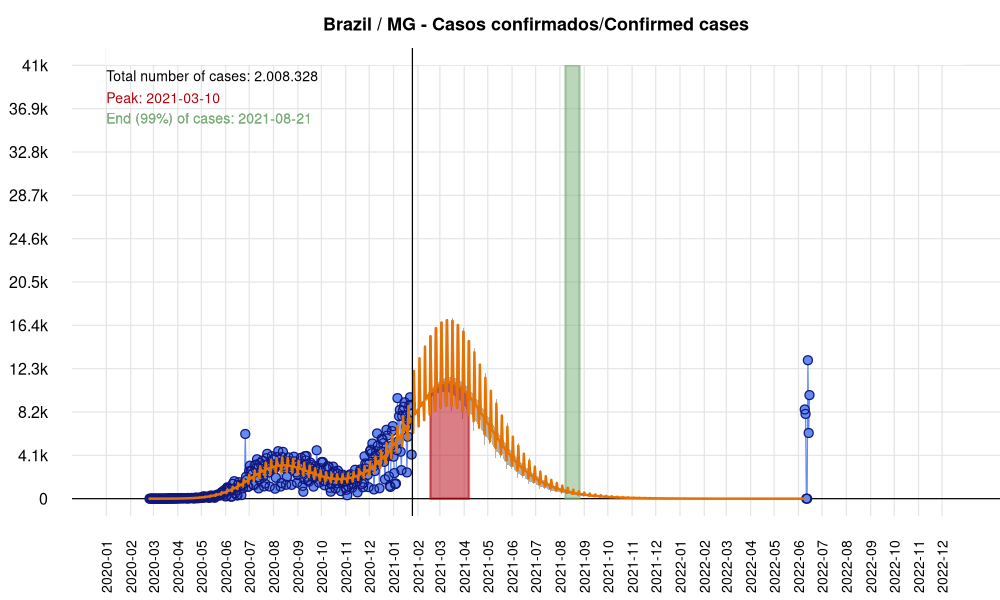 Brazil / MG - Casos confirmados/Confirmed cases
41k
Total number of cases: 2.008.328
Peak: 2021-03-10
End (99%) of cases: 2021-08-21
36.9k
32.8k
28.7k
24.6k
20.5k
16.4k
12.3k
8.2k
4.1k
0
2020-01
2020-02
2020-03
2020-04
2020-05
2020-06
2020-07
2020-08
2020-09
2020-10
2020-11
2020-12
2021-01
2021-02
2021-03
2021-04
2021-05
2021-06
2021-07
2021-08
2021-09
2021-10
2021-11
2021-12
2022-01
2022-02
2022-03
2022-04
2022-05
2022-06
2022-07
2022-08
2022-09
2022-10
2022-11
2022-12